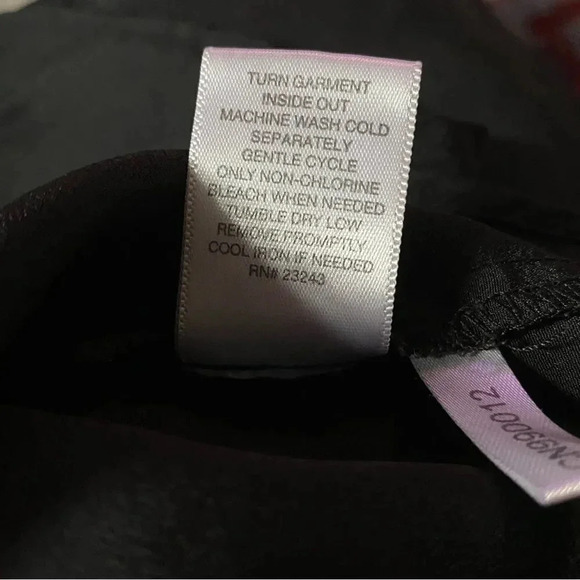 TURN GARMENT
INSIDE OUT
MACHINE WASH COLD
SEPARATELY
GENTLE CYCLE
ONLY NON-CHLORINE
BLEACH WHEN NEEDED
TUMBLE DRY LOW
REMOVE PROMPTLY
COOL IRON IF NEEDED
RN# 23243
CN990012